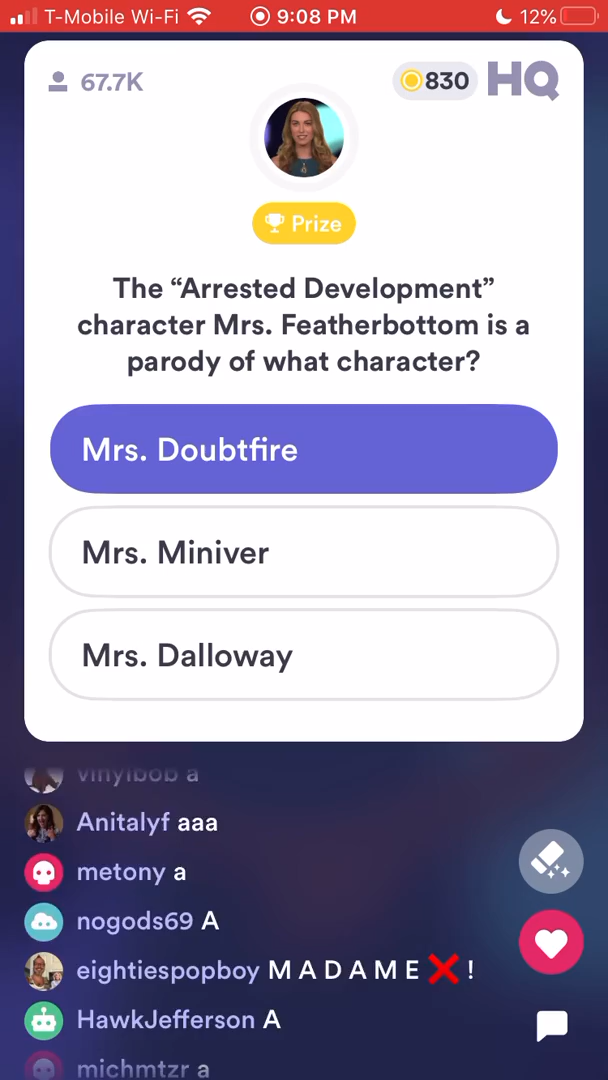 T-Mobile Wi-Fi 9:08 PM 12%
67.7K 830 HQ
Prize
The “Arrested Development”
character Mrs. Featherbottom is a
parody of what character?
Mrs. Doubtfire
Mrs. Miniver
Mrs. Dalloway
vinylbob a
Anitalyf aaa
metony a
nogods69 A
eightiespopboy M A D A M E ❌ !
HawkJefferson A
michmtzr a